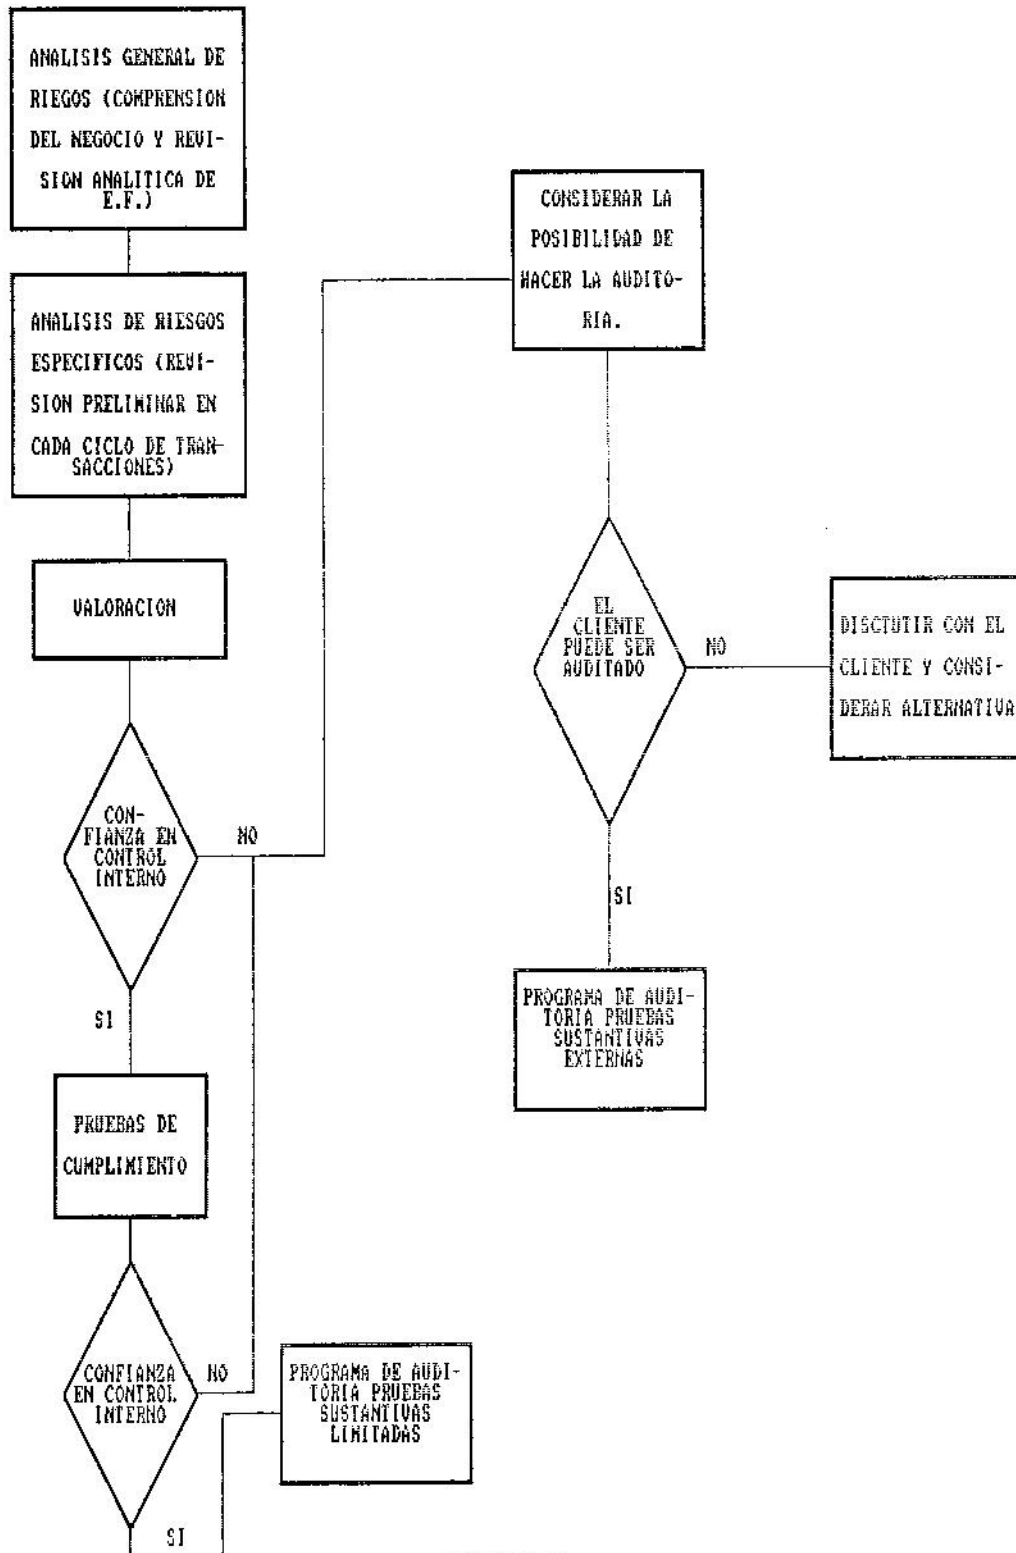 ANALISIS GENERAL DE
RIEGOS (COMPRENSION
DEL NEGOCIO Y REVI-
SION ANALITICA DE
E.F.)
ANALISIS DE RIESGOS
ESPECIFICOS (REVI-
SION PRELIMINAR EN
CADA CICLO DE TRAN-
SACCIONES)
VALORACION
CON-
FIANZA EN
CONTROL
INTERNO
NO
SI
PRUEBAS DE
CUMPLIMIENTO
CONFIANZA
EN CONTROL
INTERNO
NO
SI
PROGRAMA DE AUDI-
TORIA PRUEBAS
SUSTANTIVAS
LIMITADAS
CONSIDERAR LA
POSIBILIDAD DE
HACER LA AUDITO-
RIA.
EL
CLIENTE
PUEDE SER
AUDITADO
NO
DISCTUTIR CON EL
CLIENTE Y CONSI-
DERAR ALTERNATIVA
SI
PROGRAMA DE AUDI-
TORIA PRUEBAS
SUSTANTIVAS
EXTERNAS